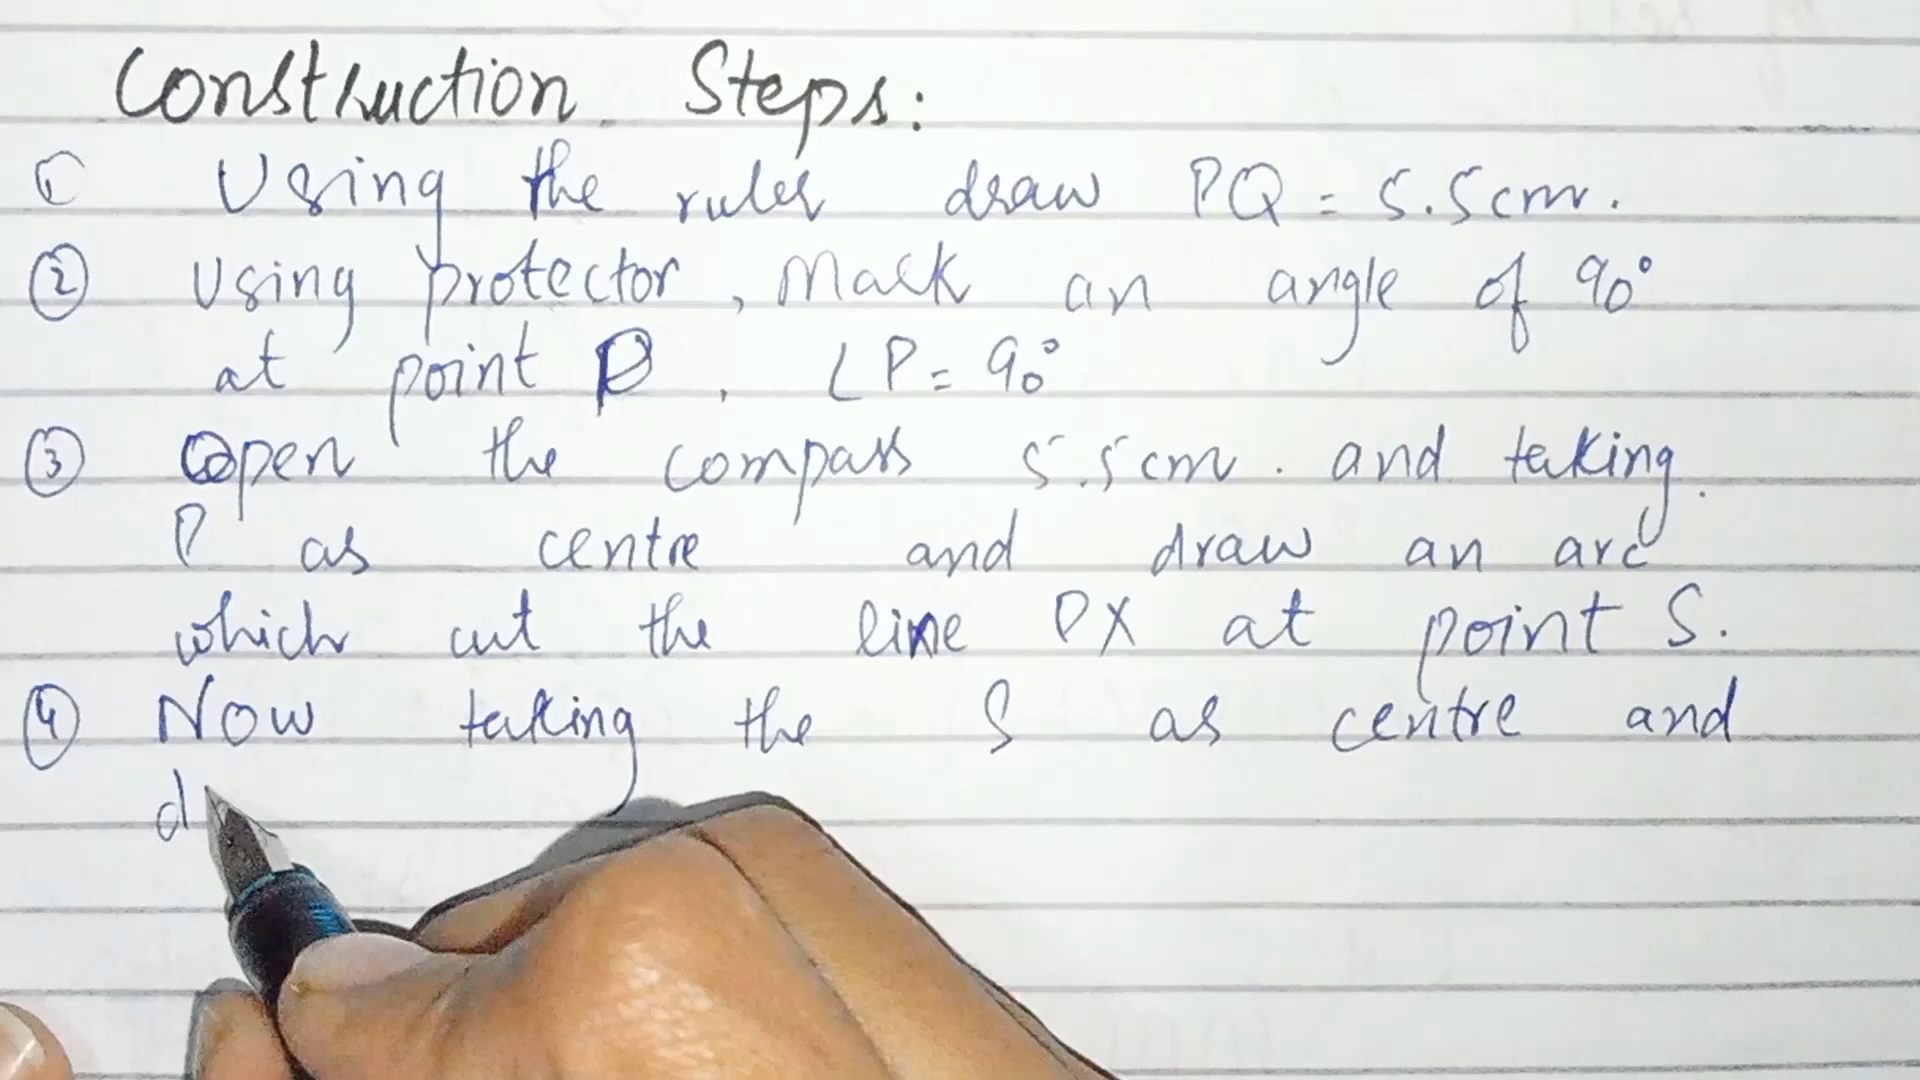 Construction Steps:
① Using the ruler draw PQ = 5.5cm.
② Using protector, Mark an angle of 90°
at point P, ∠P = 90°
③ Open the compass 5.5cm. and taking
P as centre and draw an arc
which cut the line PX at point S.
④ Now taking the S as centre and
d